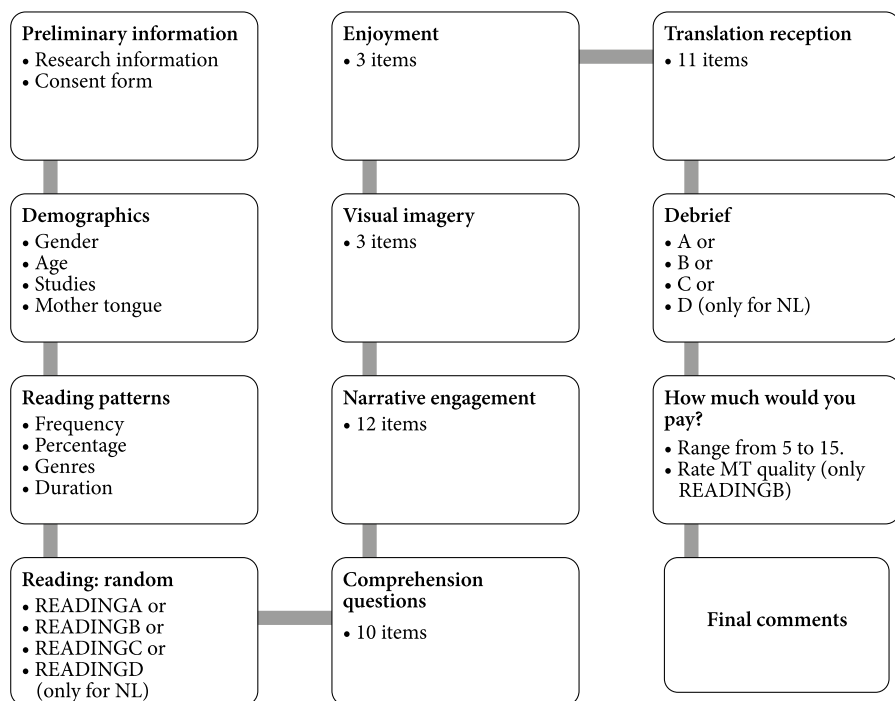 Preliminary information
• Research information
• Consent form
Demographics
• Gender
• Age
• Studies
• Mother tongue
Reading patterns
• Frequency
• Percentage
• Genres
• Duration
Reading: random
• READINGA or
• READINGB or
• READINGC or
• READINGD
(only for NL)
Comprehension
questions
• 10 items
Narrative engagement
• 12 items
Visual imagery
• 3 items
Enjoyment
• 3 items
Translation reception
• 11 items
Debrief
• A or
• B or
• C or
• D (only for NL)
How much would you
pay?
• Range from 5 to 15.
• Rate MT quality (only
READINGB)
Final comments